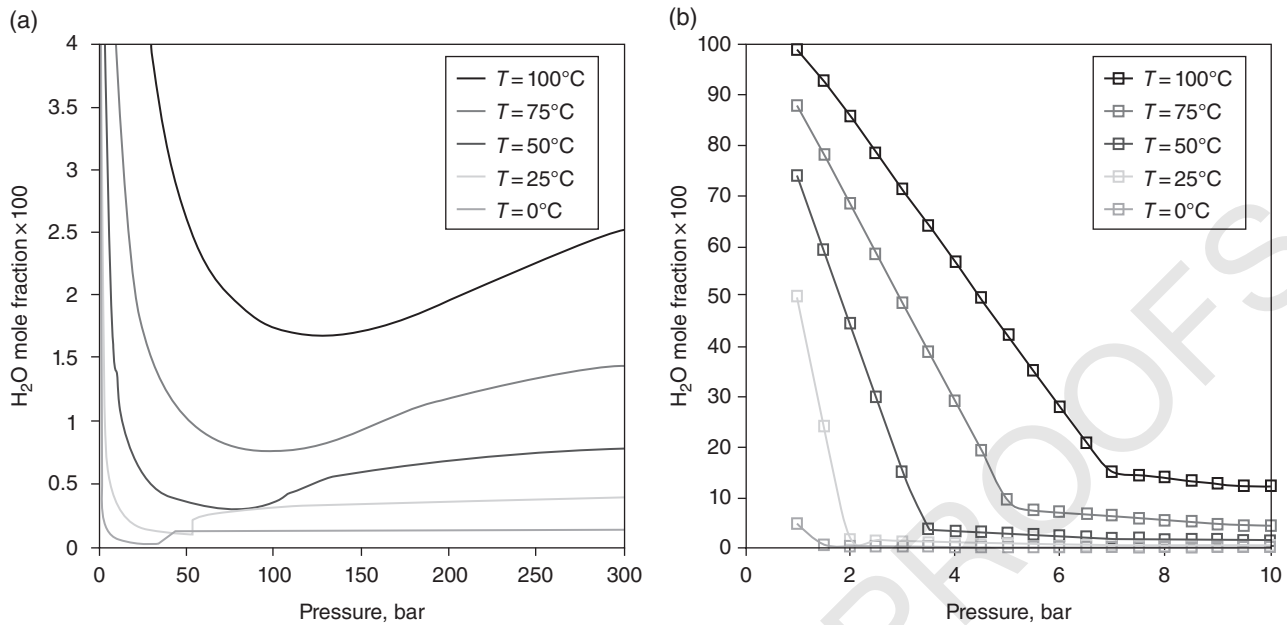 (a)
4
3.5
3
2.5
2
1.5
1
0.5
0
H₂O mole fraction×100
0 50 100 150 200 250 300
Pressure, bar
T=100°C
T=75°C
T=50°C
T=25°C
T=0°C
(b)
100
90
80
70
60
50
40
30
20
10
0
H₂O mole fraction×100
0 2 4 6 8 10
Pressure, bar
T=100°C
T=75°C
T=50°C
T=25°C
T=0°C
PROOFS